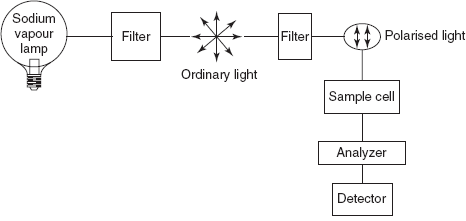 Sodium
vapour
lamp
Filter
Ordinary light
Filter
Polarised light
Sample cell
Analyzer
Detector